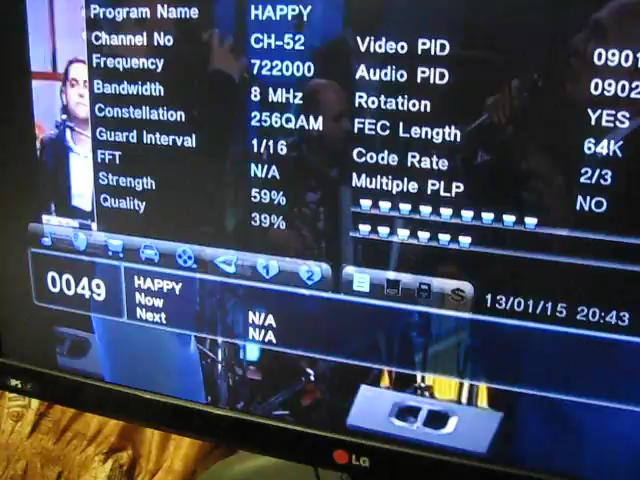 Program Name HAPPY
Channel No CH-52
Frequency 722000
Bandwidth 8 MHz
Constellation 256QAM
Guard Interval 1/16
FFT N/A
Strength 59%
Quality 39%
Video PID 0901
Audio PID 0902
Rotation YES
FEC Length 64K
Code Rate 2/3
Multiple PLP NO
0049
HAPPY
Now N/A
Next N/A
13/01/15 20:43
IPS
LG